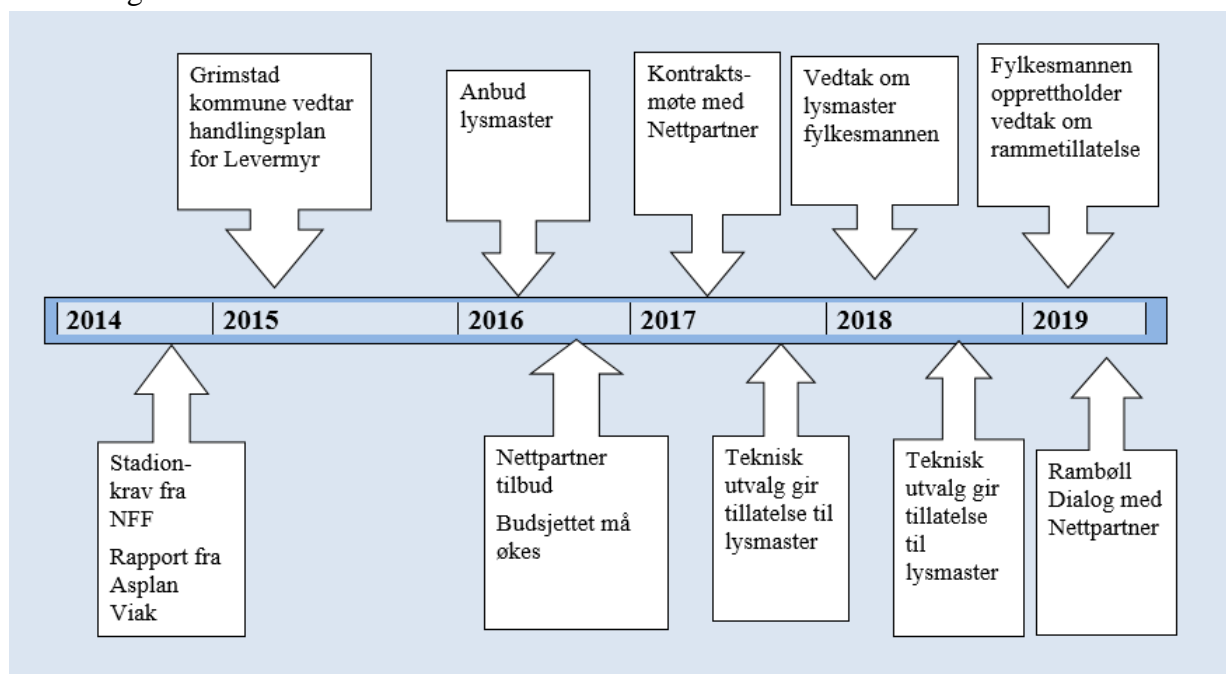 Grimstad
kommune vedtar
handlingsplan
for Levermyr
Anbud
lysmaster
Kontrakts-
møte med
Nettpartner
Vedtak om
lysmaster
fylkesmannen
Fylkesmannen
opprettholder
vedtak om
rammetillatelse
2014
2015
2016
2017
2018
2019
Stadion-
krav fra
NFF
Rapport fra
Asplan
Viak
Nettpartner
tilbud
Budsjettet må
økes
Teknisk
utvalg gir
tillatelse til
lysmaster
Teknisk
utvalg gir
tillatelse
til
lysmaster
Rambøll
Dialog med
Nettpartner